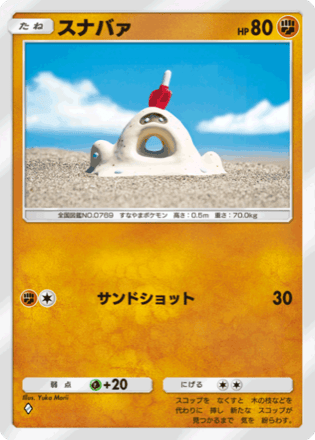 たね スナバァ HP 80
全国図鑑NO.0769 すなやまポケモン 高さ:0.5m 重さ:70.0kg
サンドショット 30
弱点 +20 にげる
Illus. Yuka Morii
スコップを なくすと 木の枝などを
代わりに 挿し 新たな スコップが
見つかるまで 気を 紛らわす。